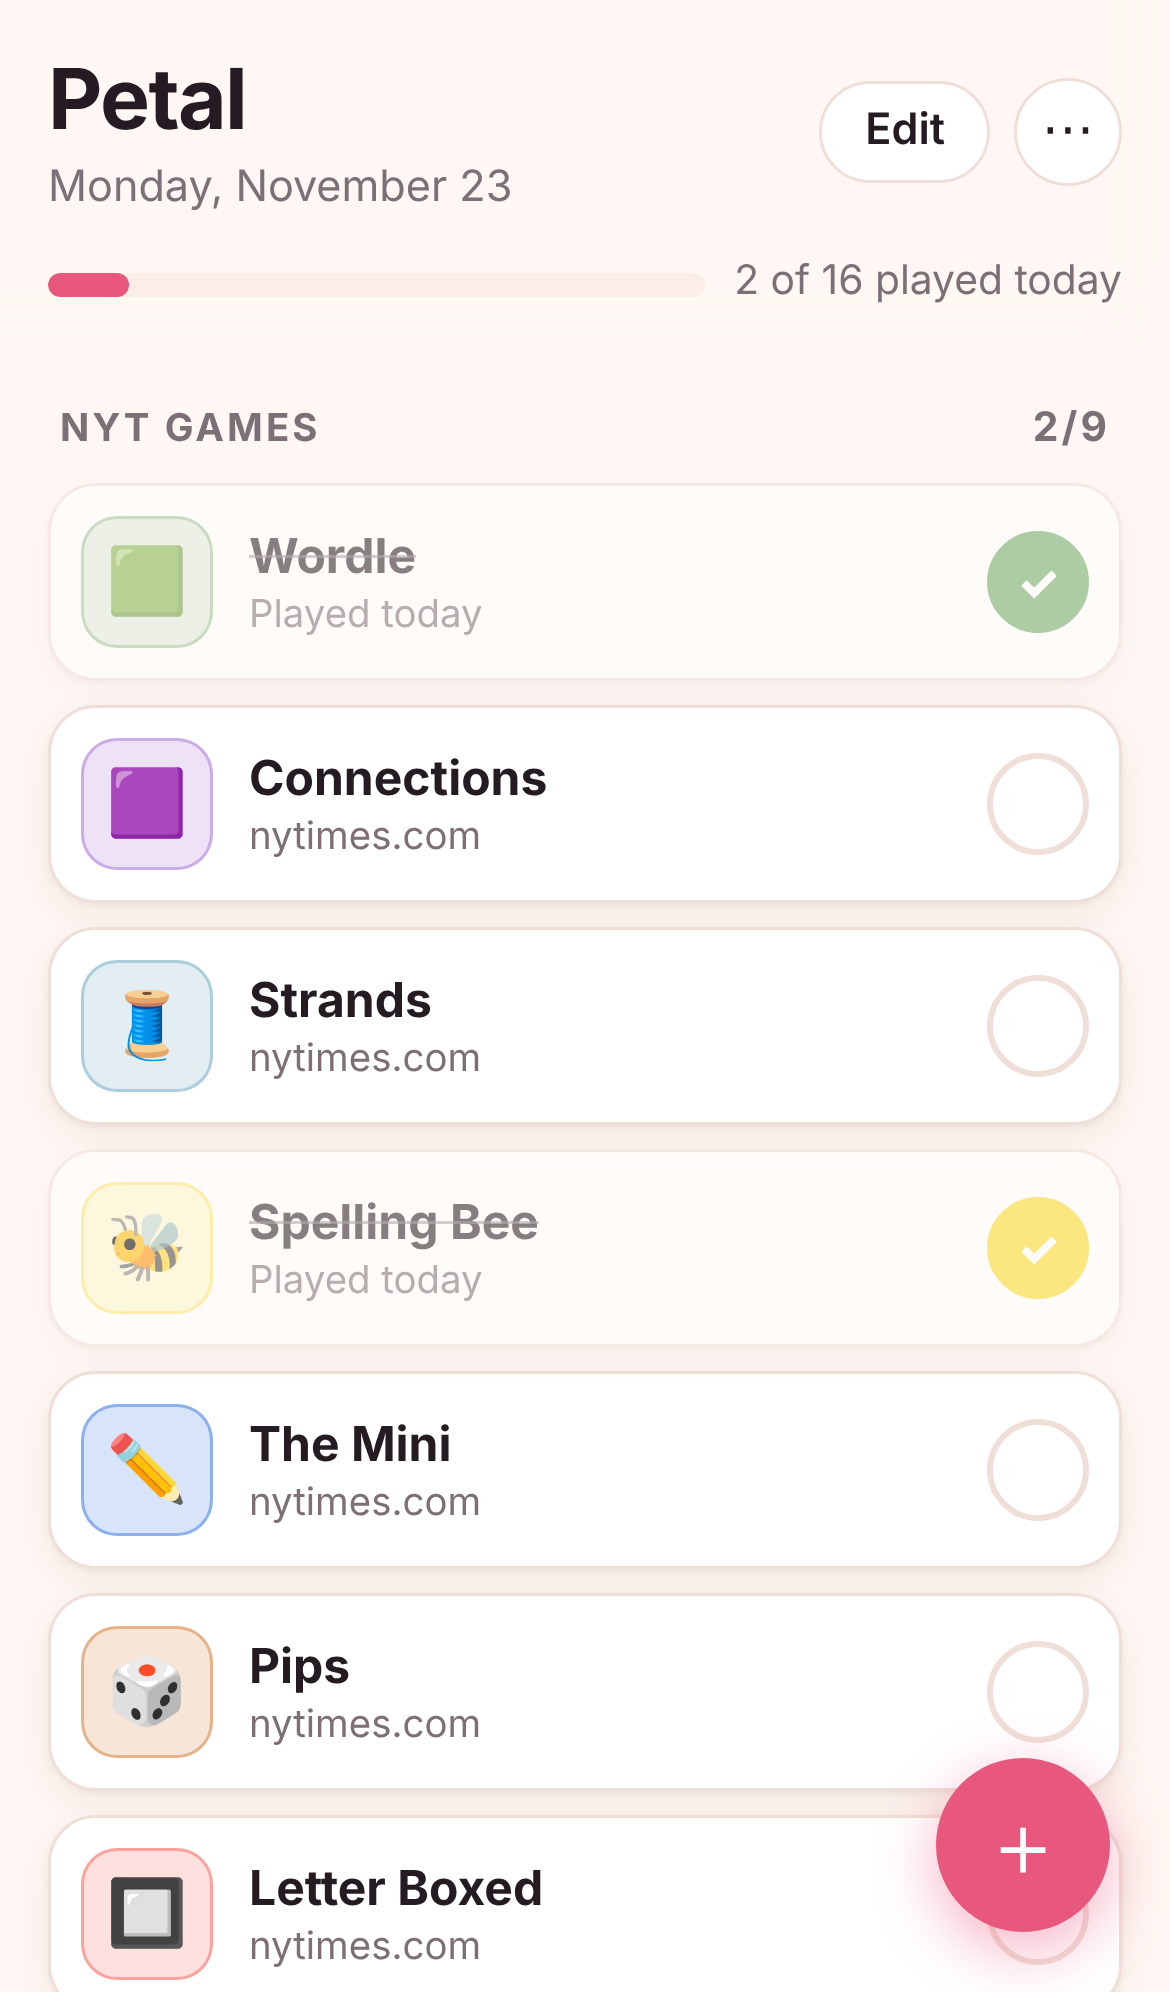 Petal
Edit
...
Monday, November 23
2 of 16 played today
NYT GAMES
2/9
Wordle
Played today
Connections
nytimes.com
Strands
nytimes.com
Spelling Bee
Played today
The Mini
nytimes.com
Pips
nytimes.com
Letter Boxed
nytimes.com
+